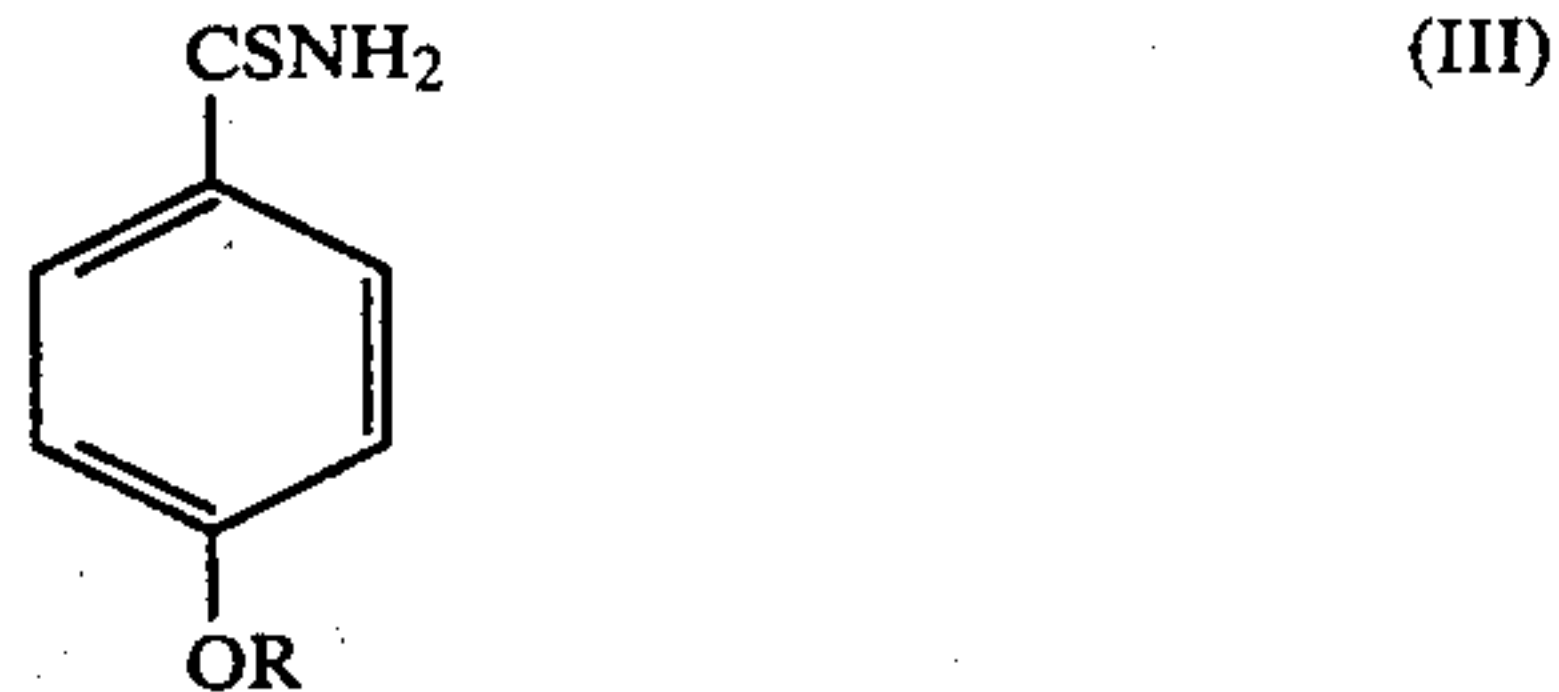 CSNH₂ (III)
OR